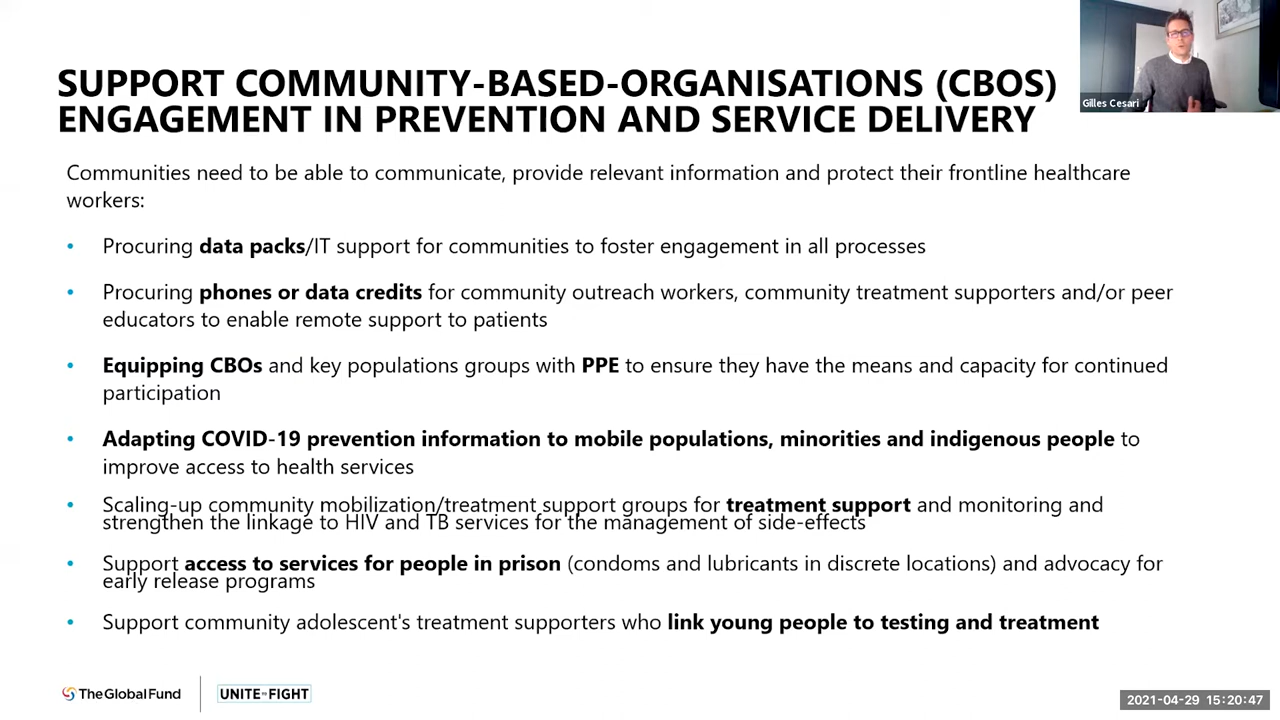 SUPPORT COMMUNITY-BASED-ORGANISATIONS (CBOS)
ENGAGEMENT IN PREVENTION AND SERVICE DELIVERY
Gilles Cesari
Communities need to be able to communicate, provide relevant information and protect their frontline healthcare
workers:
• Procuring data packs/IT support for communities to foster engagement in all processes
• Procuring phones or data credits for community outreach workers, community treatment supporters and/or peer
educators to enable remote support to patients
• Equipping CBOs and key populations groups with PPE to ensure they have the means and capacity for continued
participation
• Adapting COVID-19 prevention information to mobile populations, minorities and indigenous people to
improve access to health services
• Scaling-up community mobilization/treatment support groups for treatment support and monitoring and
strengthen the linkage to HIV and TB services for the management of side-effects
• Support access to services for people in prison (condoms and lubricants in discrete locations) and advocacy for
early release programs
• Support community adolescent's treatment supporters who link young people to testing and treatment
TheGlobalFund
UNITE TO FIGHT
2021-04-29 15:20:47